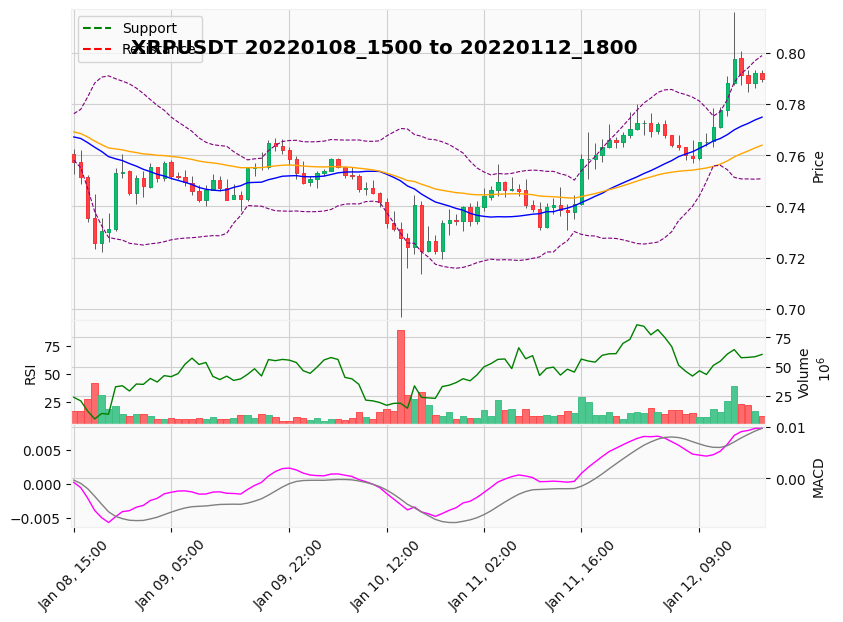 XRPUSDT 20220108_1500 to 20220112_1800
Support
Resistance
0.80
0.78
0.76
0.74
0.72
0.70
Price
75
50
25
RSI
75
50
25
Volume
10^6
0.005
0.000
−0.005
0.01
0.00
MACD
Jan 08, 15:00
Jan 09, 05:00
Jan 09, 22:00
Jan 10, 12:00
Jan 11, 02:00
Jan 11, 16:00
Jan 12, 09:00